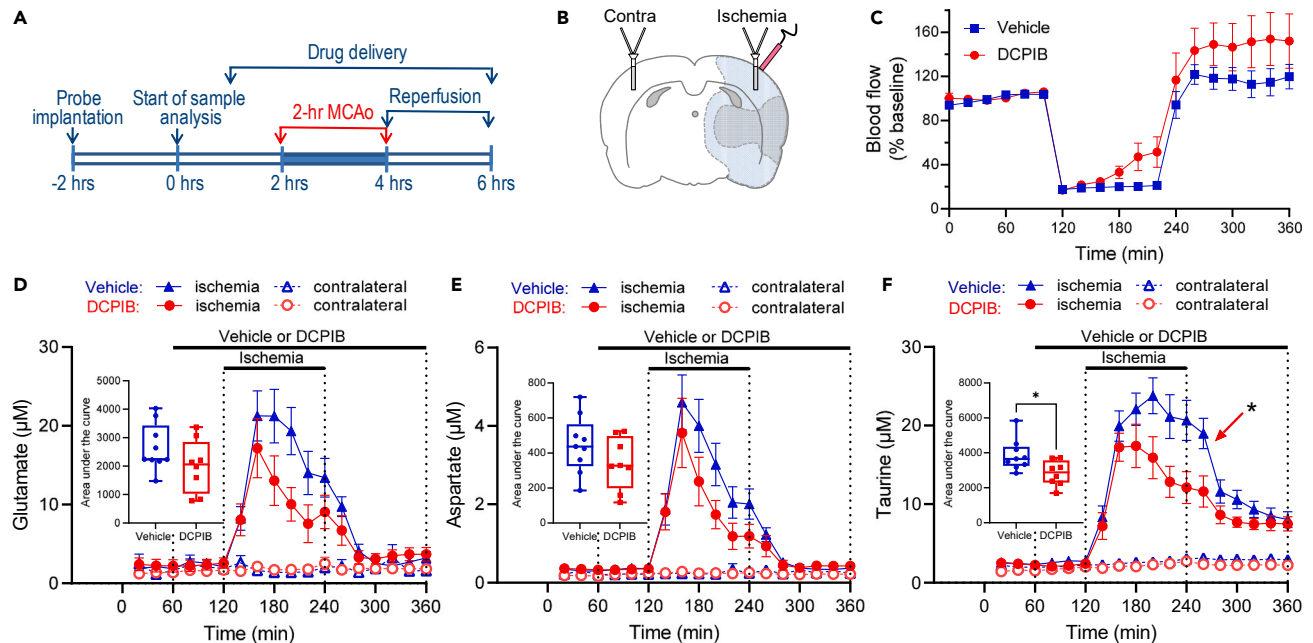 A
Drug delivery
Probe
implantation
Start of sample
analysis
2-hr MCAo
Reperfusion
-2 hrs
0 hrs
2 hrs
4 hrs
6 hrs
B
Contra
Ischemia
C
Vehicle
DCPIB
Blood flow
(% baseline)
160
120
80
40
0
0
60
120
180
240
300
360
Time (min)
D
Vehicle: ischemia contralateral
DCPIB: ischemia contralateral
Vehicle or DCPIB
Ischemia
Glutamate (µM)
30
20
10
0
Area under the curve
5000
4000
3000
2000
1000
0
Vehicle DCPIB
0 60 120 180 240 300 360
Time (min)
E
Vehicle: ischemia contralateral
DCPIB: ischemia contralateral
Vehicle or DCPIB
Ischemia
Aspartate (µM)
6
4
2
0
Area under the curve
800
600
400
200
0
Vehicle DCPIB
0 60 120 180 240 300 360
Time (min)
F
Vehicle: ischemia contralateral
DCPIB: ischemia contralateral
Vehicle or DCPIB
Ischemia
Taurine (µM)
30
20
10
0
Area under the curve
8000
6000
4000
2000
0
*
Vehicle DCPIB
*
0 60 120 180 240 300 360
Time (min)